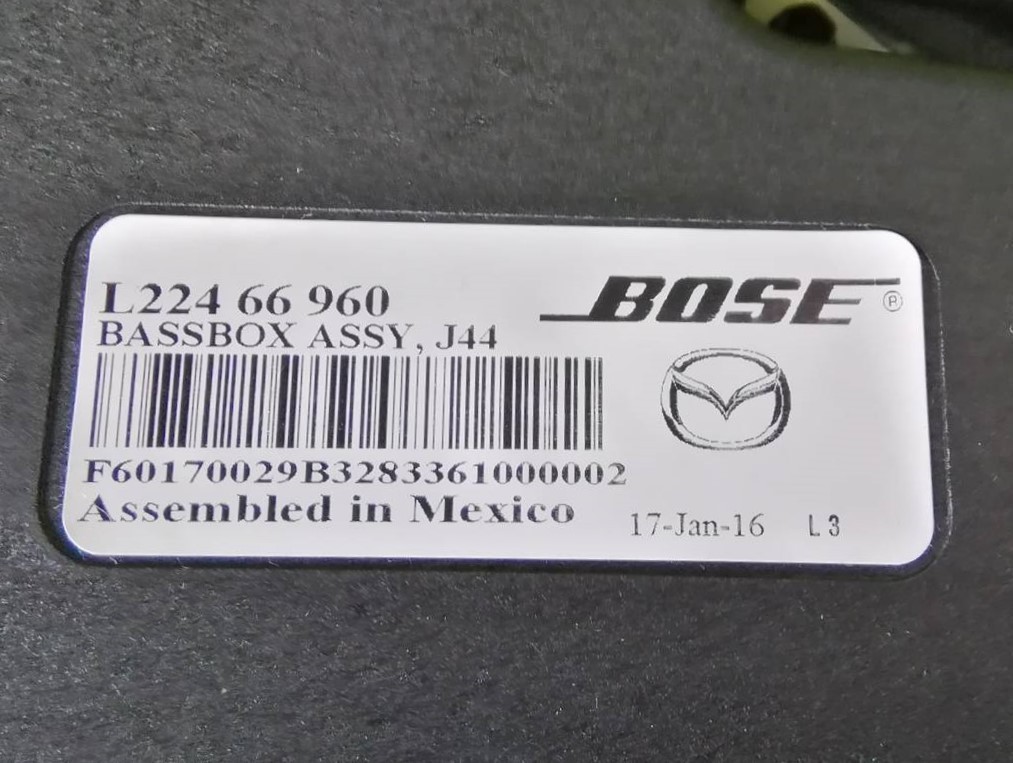 L224 66 960
BOSE®
BASSBOX ASSY, J44
F60170029B3283361000002
Assembled in Mexico
17-Jan-16 L3